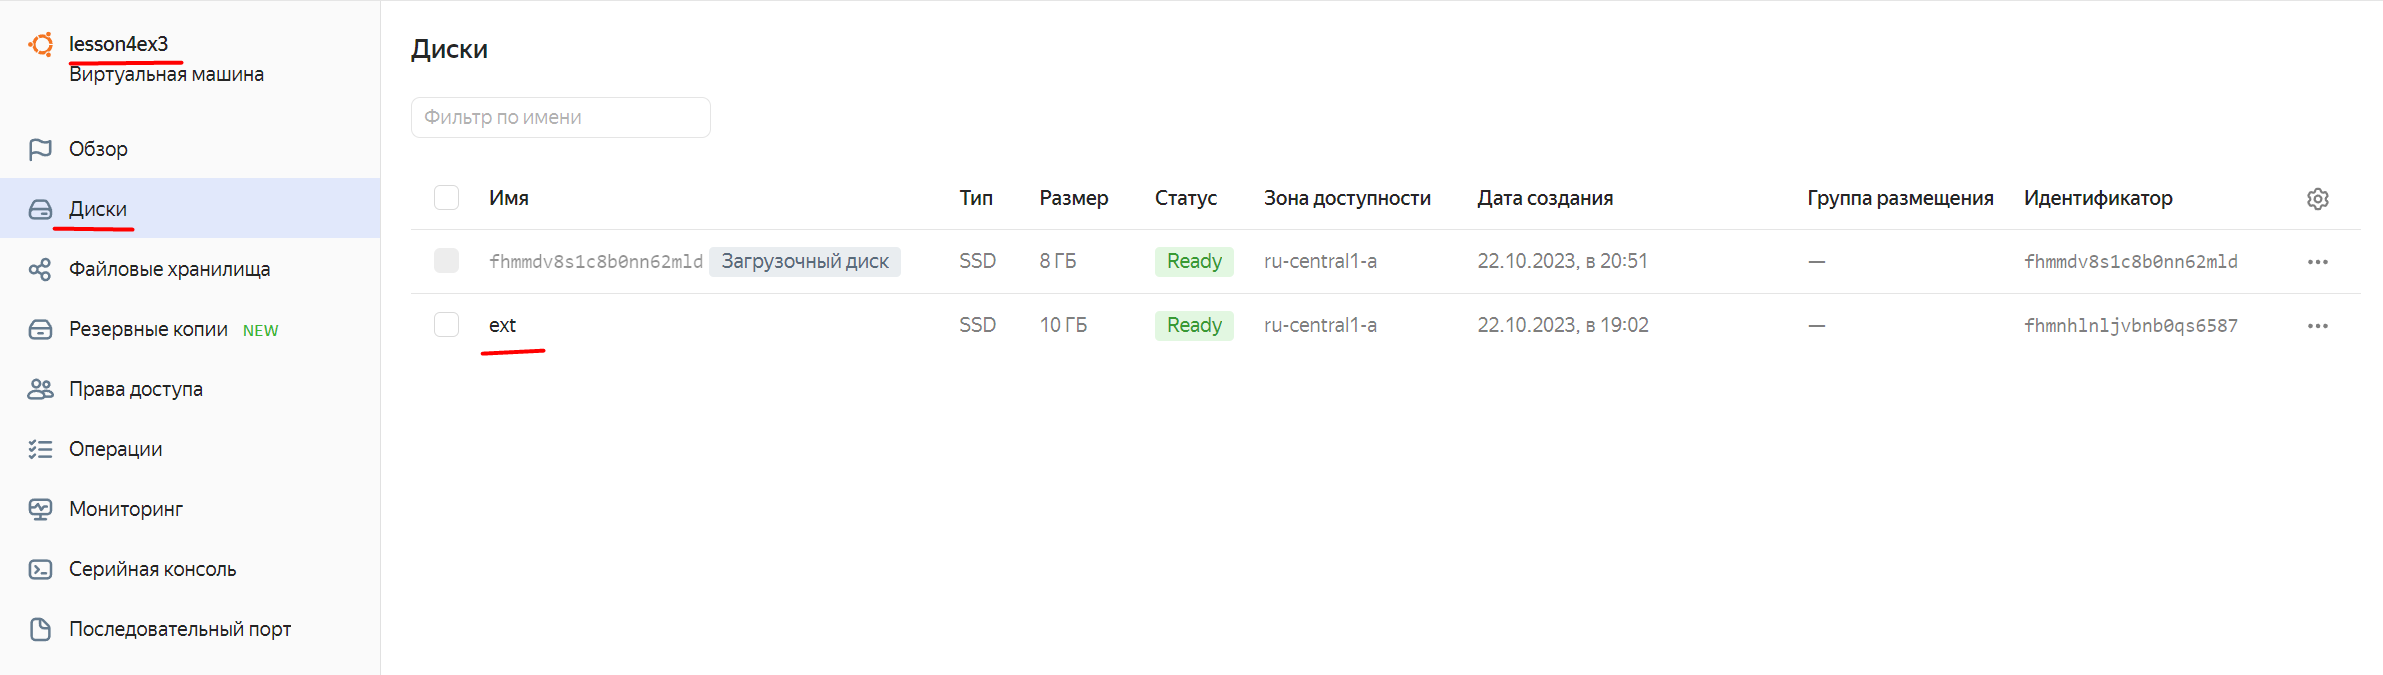 lesson4ex3
Виртуальная машина
Обзор
Диски
Файловые хранилища
Резервные копии NEW
Права доступа
Операции
Мониторинг
Серийная консоль
Последовательный порт
Диски
Фильтр по имени
Имя Тип Размер Статус Зона доступности Дата создания Группа размещения Идентификатор
fhmmdv8s1c8b0nn62mld Загрузочный диск SSD 8 ГБ Ready ru-central1-a 22.10.2023, в 20:51 — fhmmdv8s1c8b0nn62mld
ext SSD 10 ГБ Ready ru-central1-a 22.10.2023, в 19:02 — fhmnhlnljvbnb0qs6587